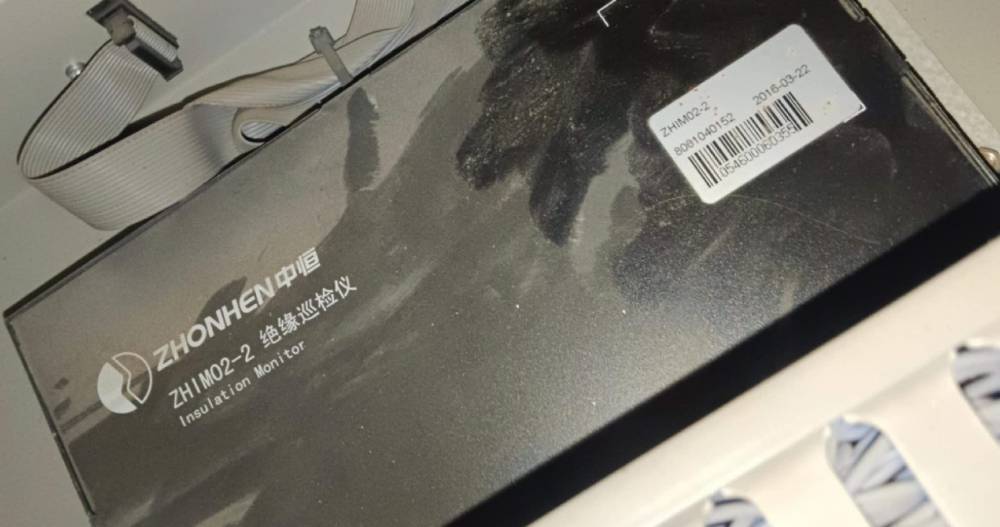 ZHONHEN中恒
ZHIM02-2 绝缘巡检仪
Insulation Monitor
ZHIM02-2
8081040152 2016-03-22
054600060355